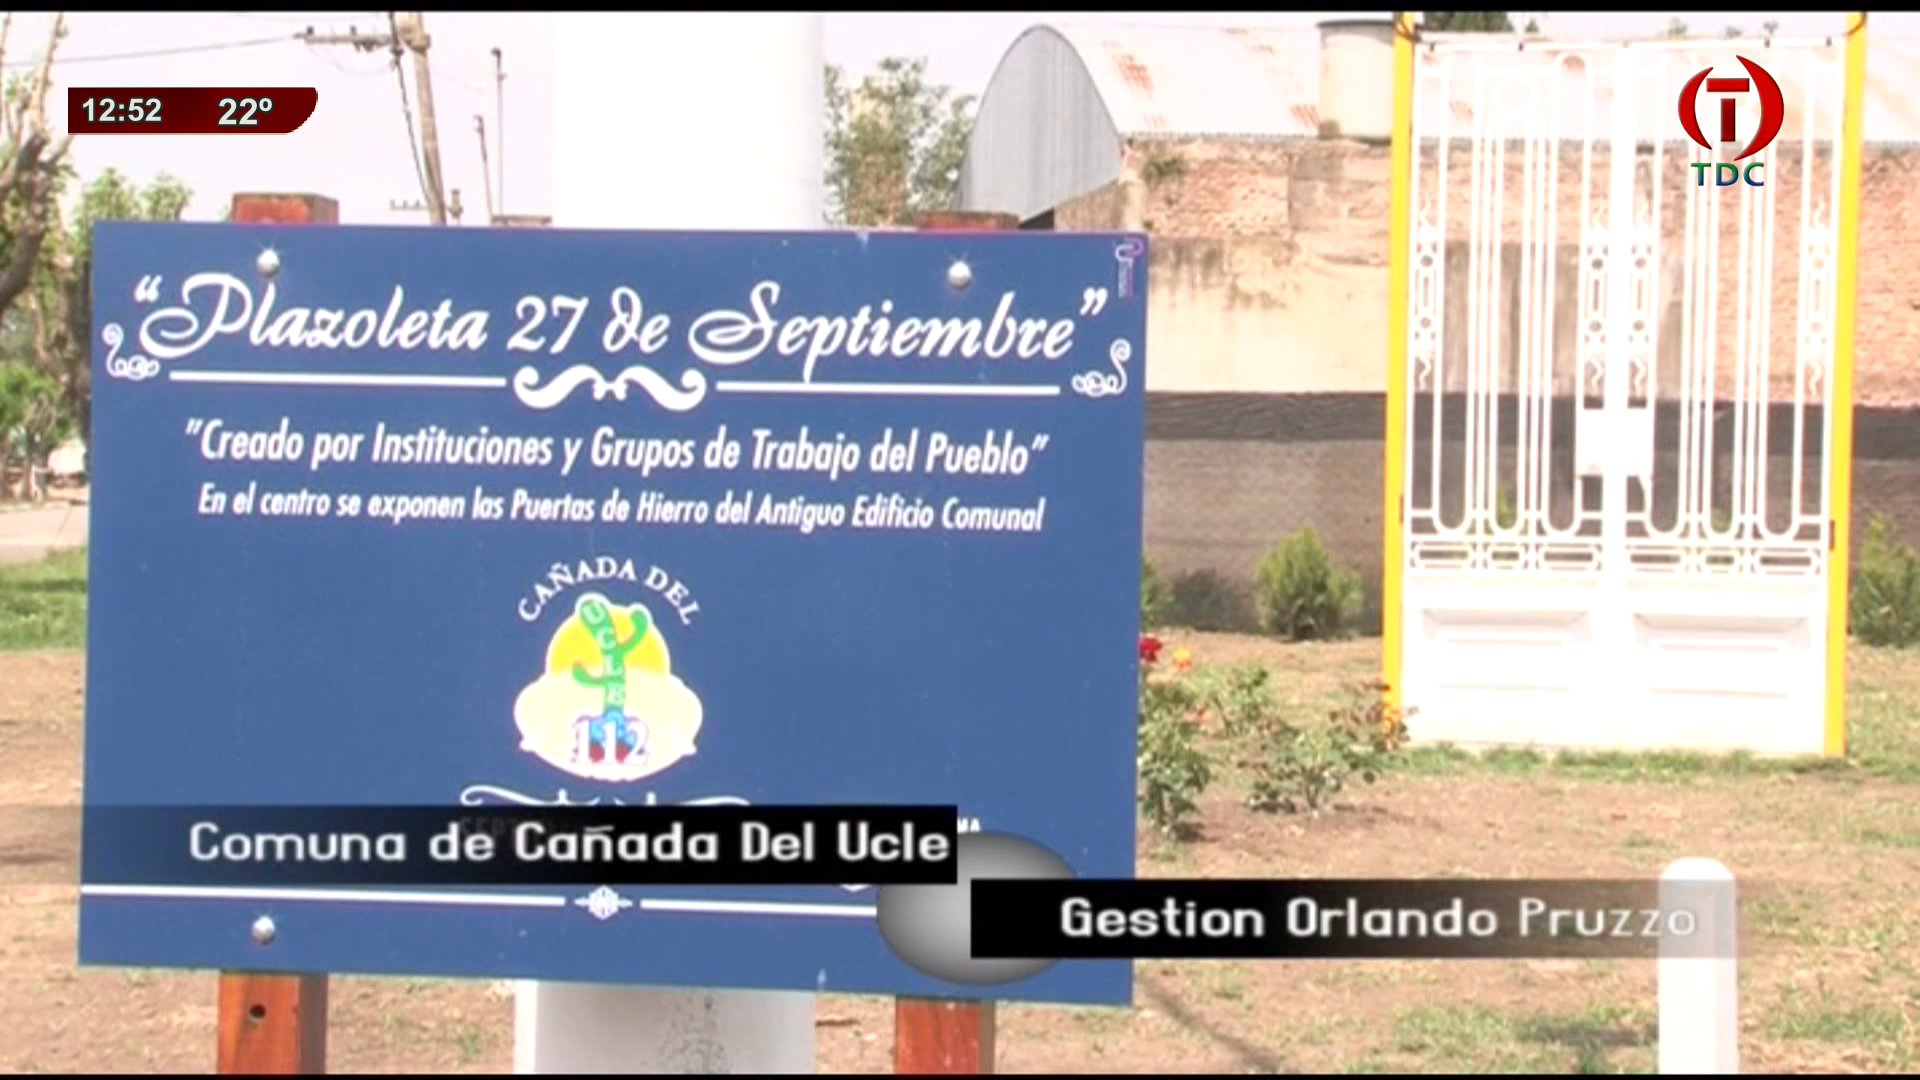 12:52 22º
T
TDC
“Plazoleta 27 de Septiembre”
"Creado por Instituciones y Grupos de Trabajo del Pueblo"
En el centro se exponen las Puertas de Hierro del Antiguo Edificio Comunal
CAÑADA DEL
UCLE
112
Comuna de Cañada Del Ucle
Gestion Orlando Pruzzo